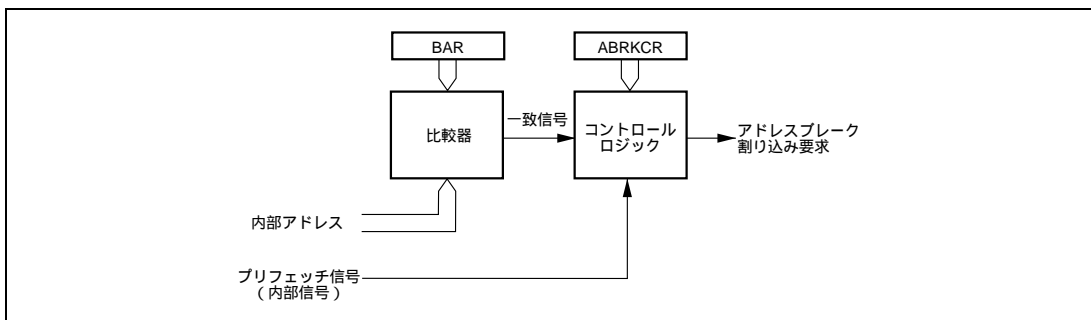 BAR
ABRKCR
比較器
一致信号
コントロール
ロジック
アドレスブレーク
割り込み要求
内部アドレス
プリフェッチ信号
(内部信号)